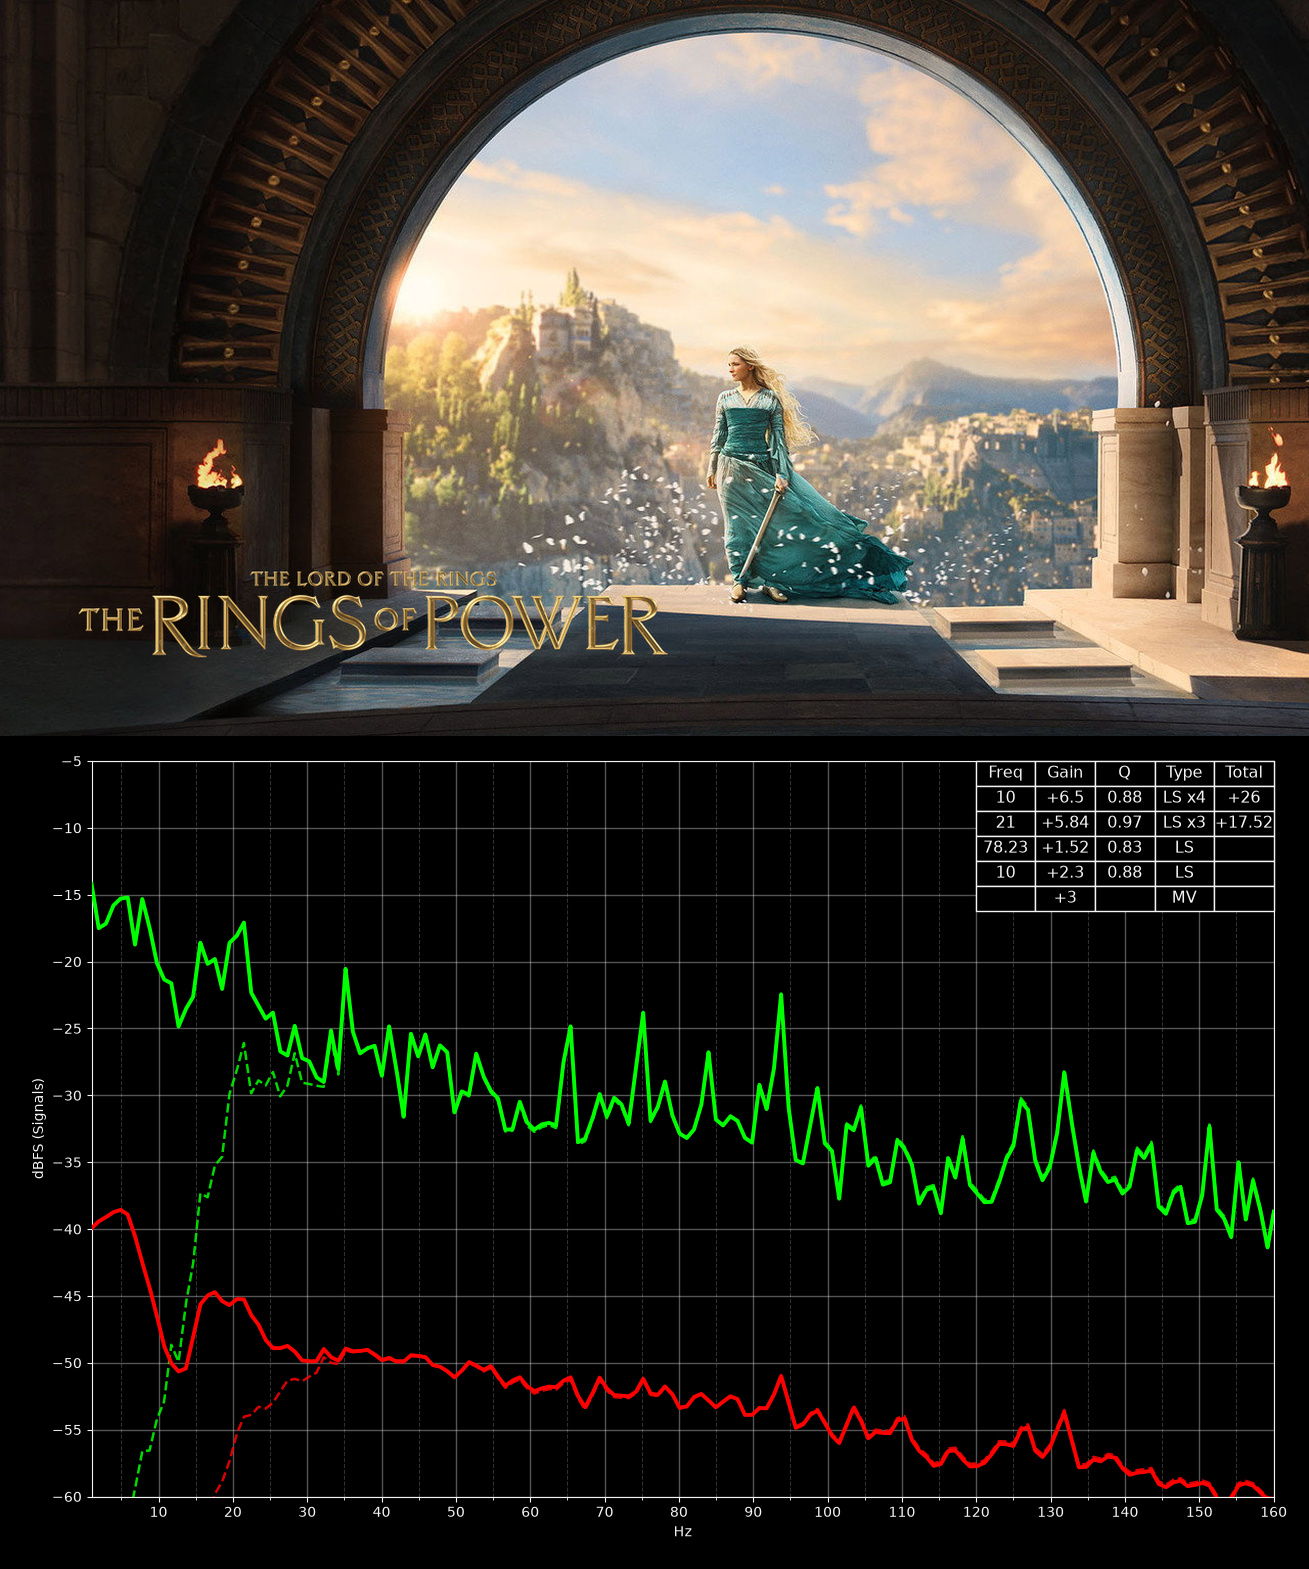 THE LORD OF THE RINGS
THE RINGS OF POWER
Freq Gain Q Type Total
10 +6.5 0.88 LS x4 +26
21 +5.84 0.97 LS x3 +17.52
78.23 +1.52 0.83 LS
10 +2.3 0.88 LS
+3 MV
−5
−10
−15
−20
−25
−30
−35
−40
−45
−50
−55
−60
dBFS (Signals)
10 20 30 40 50 60 70 80 90 100 110 120 130 140 150 160
Hz